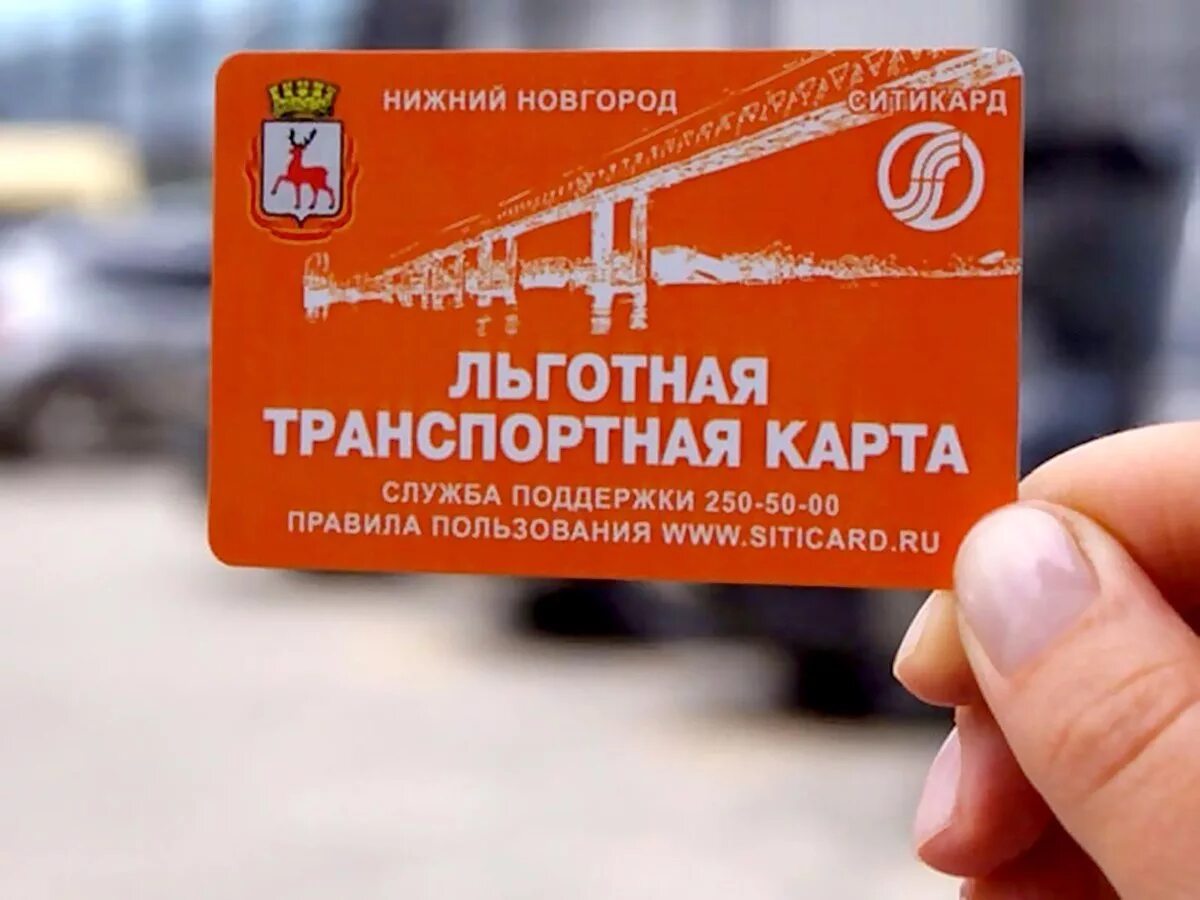 НИЖНИЙ НОВГОРОД
СИТИКАРД
ЛЬГОТНАЯ
ТРАНСПОРТНАЯ КАРТА
СЛУЖБА ПОДДЕРЖКИ 250-50-00
ПРАВИЛА ПОЛЬЗОВАНИЯ WWW.SITICARD.RU